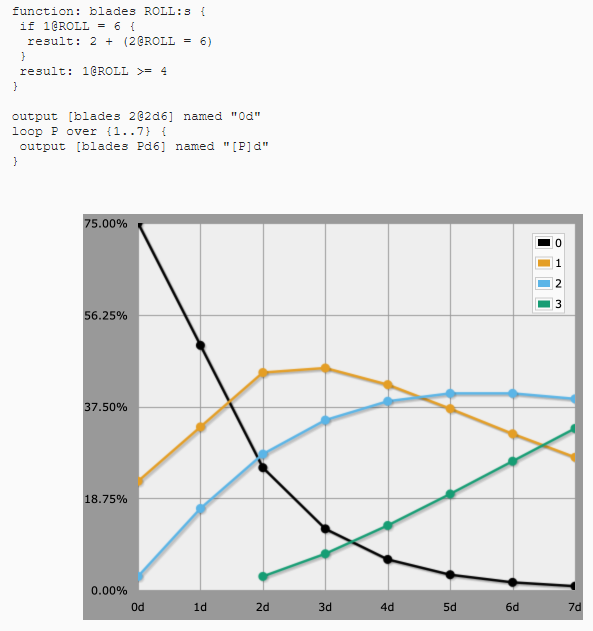 function: blades ROLL:s {
 if 1@ROLL = 6 {
  result: 2 + (2@ROLL = 6)
 }
 result: 1@ROLL >= 4
}
output [blades 2@2d6] named "0d"
loop P over {1..7} {
 output [blades Pd6] named "[P]d"
}
75.00%
0
1
2
3
56.25%
37.50%
18.75%
0.00%
0d 1d 2d 3d 4d 5d 6d 7d